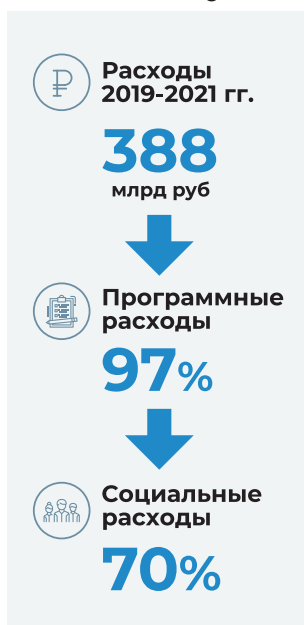 Расходы
2019-2021 гг.
388
млрд руб
Программные
расходы
97%
Социальные
расходы
70%